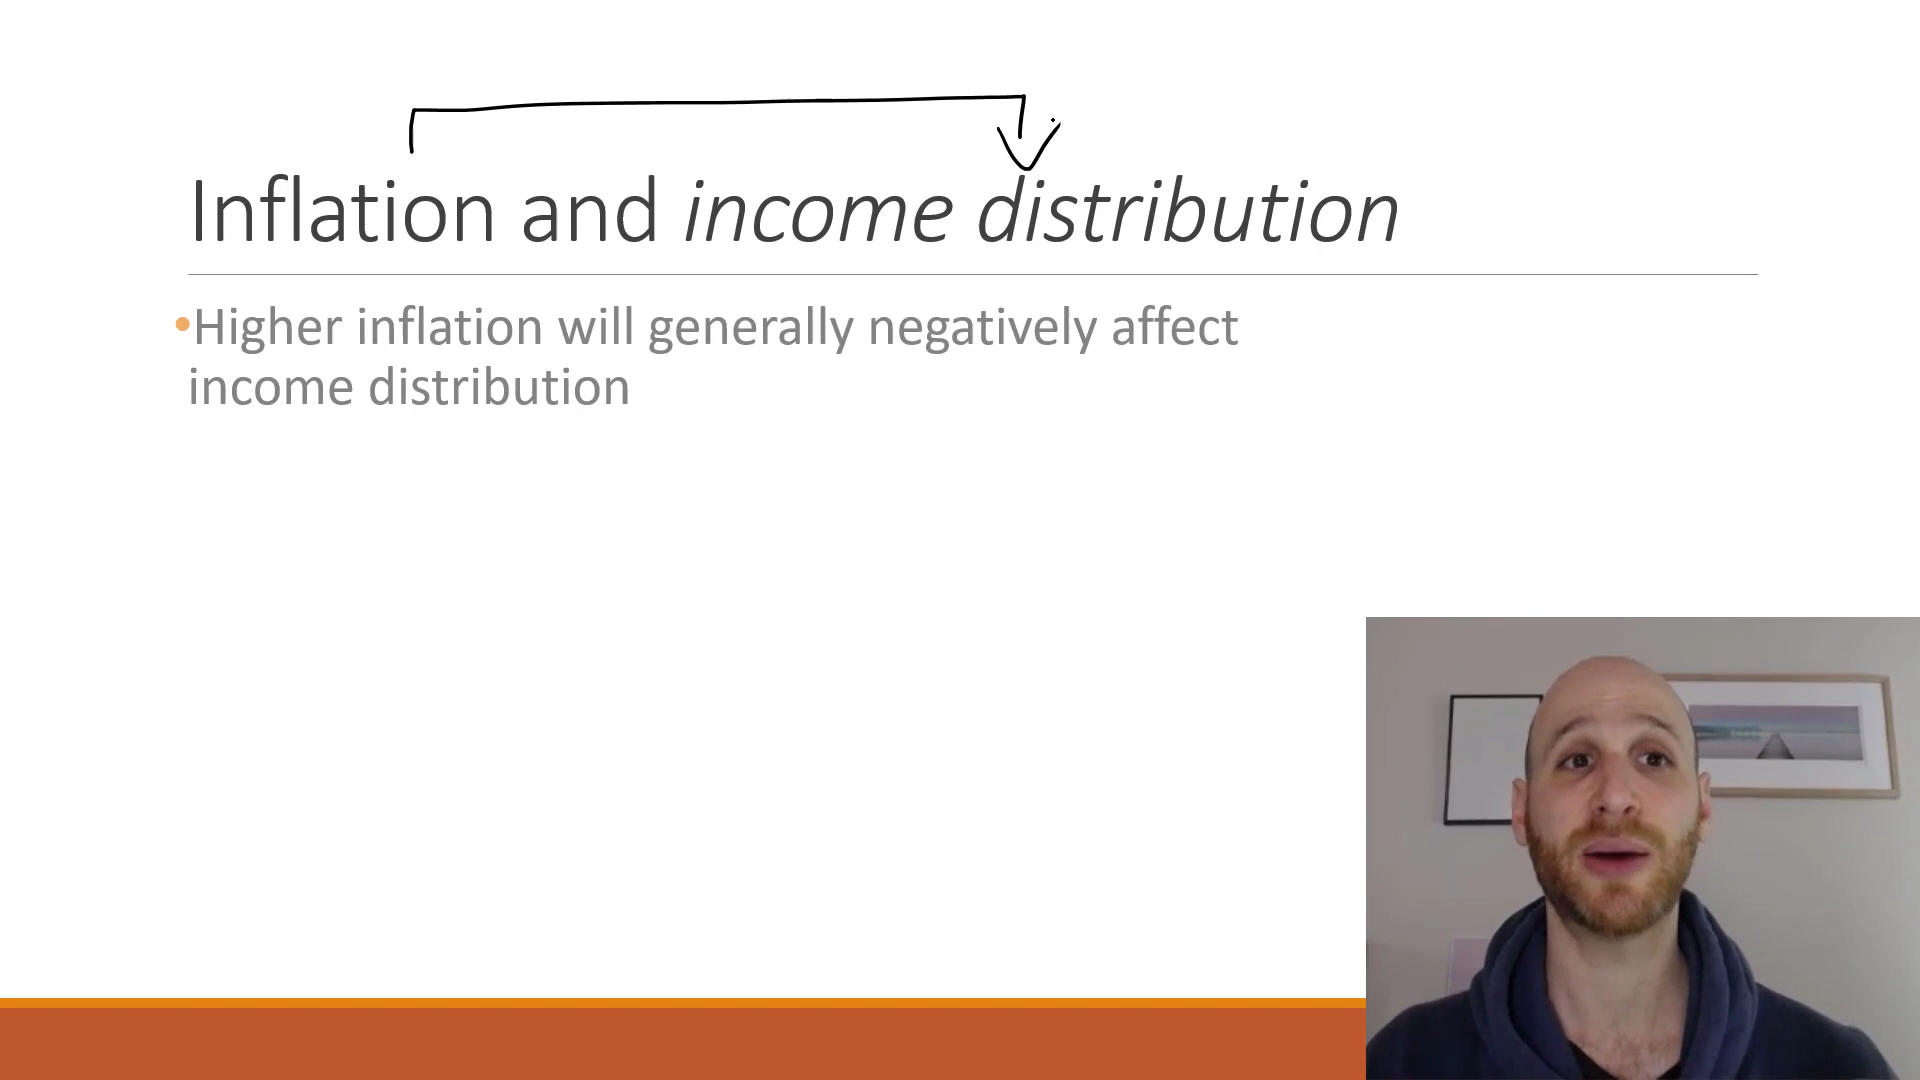 Inflation and income distribution
•Higher inflation will generally negatively affect
income distribution